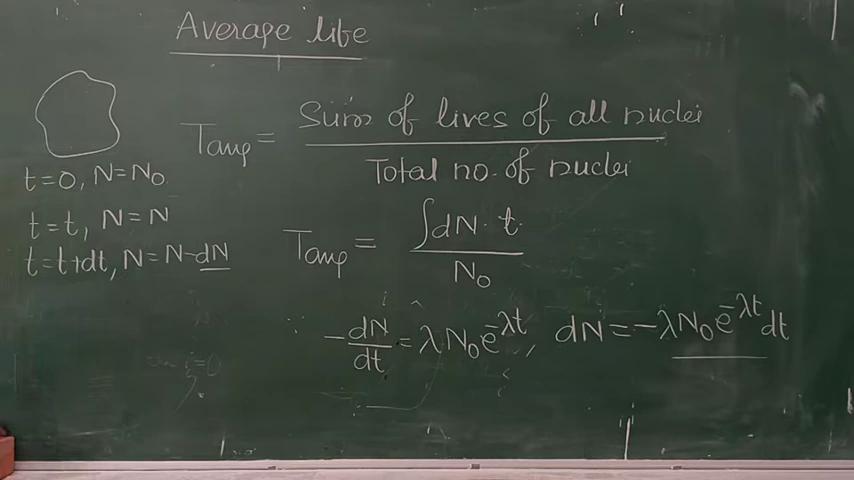 Average life
Tavg = Sum of lives of all nuclei / Total no. of nuclei
t=0, N=N₀
t=t, N=N
t=t+dt, N=N-dN
Tavg = ∫dN·t / N₀
∵ -dN/dt = λN₀e^-λt, dN=-λN₀e^-λt dt